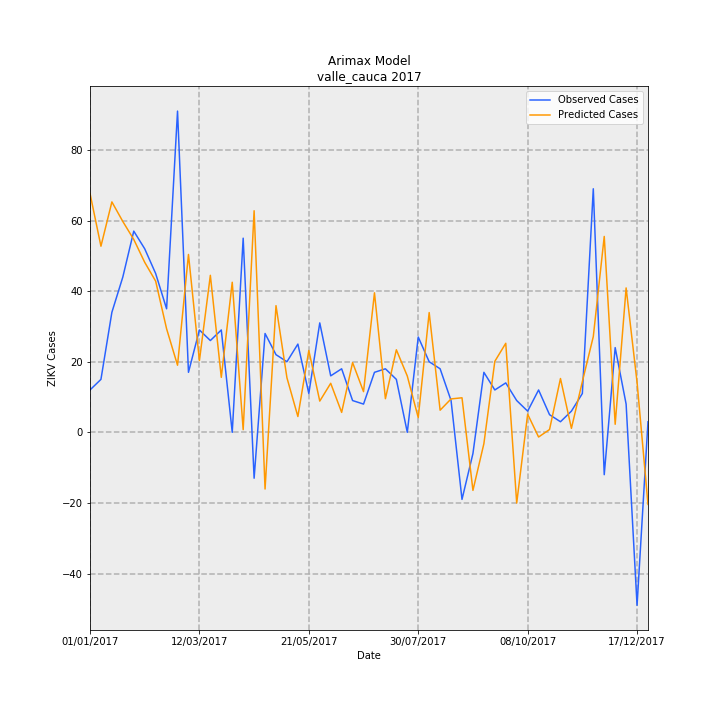 Arimax Model
valle_cauca 2017
Observed Cases
Predicted Cases
80
60
40
20
0
−20
−40
ZIKV Cases
01/01/2017
12/03/2017
21/05/2017
30/07/2017
08/10/2017
17/12/2017
Date